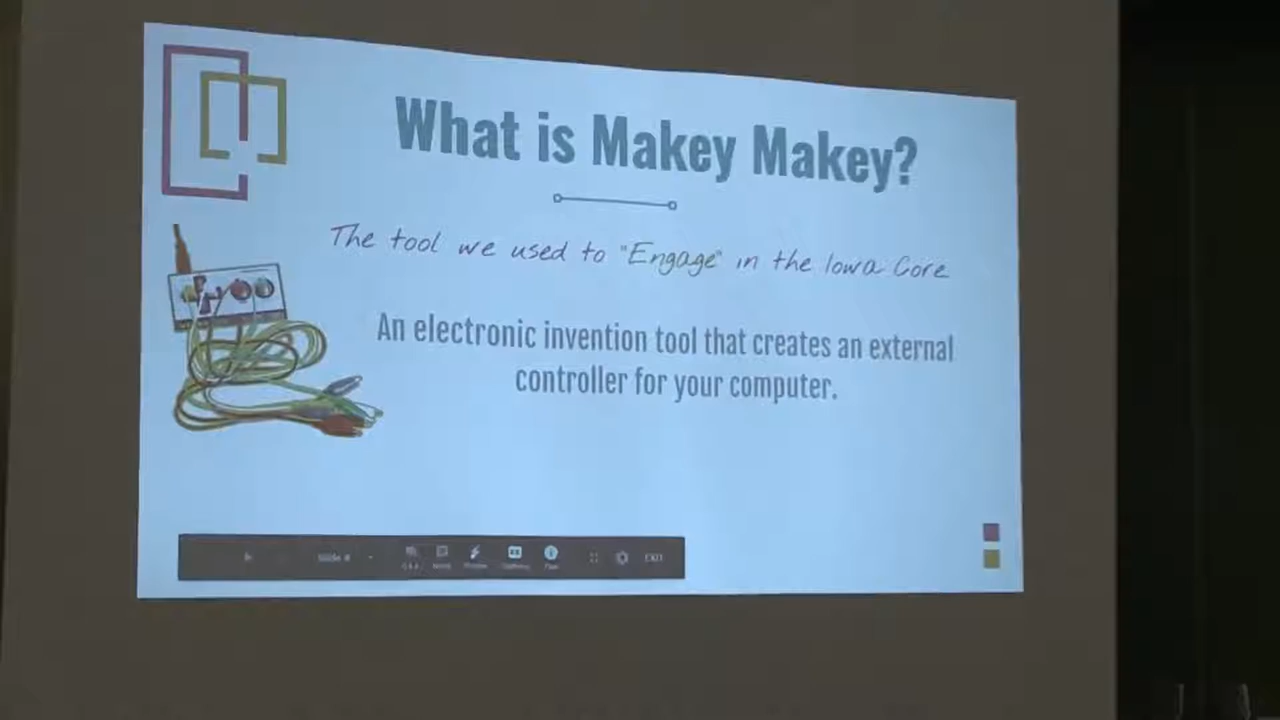 What is Makey Makey?
The tool we used to "Engage" in the Iowa Core
An electronic invention tool that creates an external
controller for your computer.
EXIT